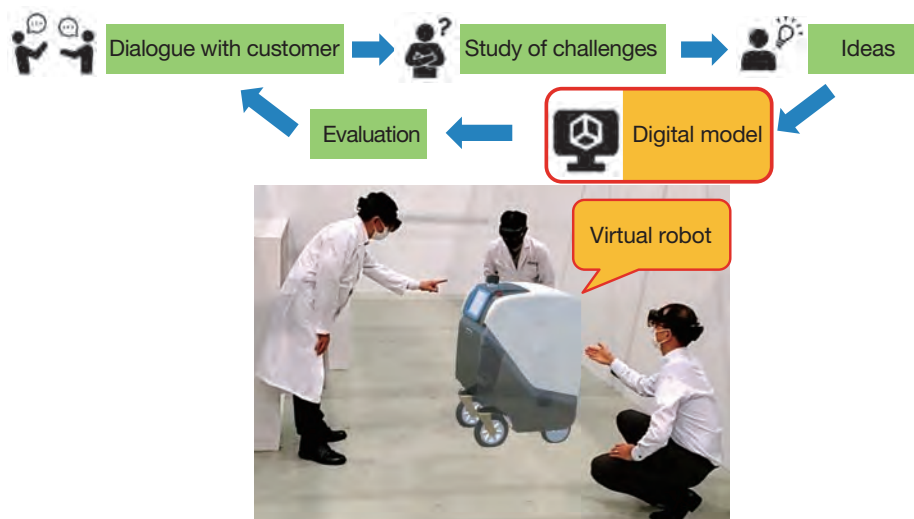 Dialogue with customer
Study of challenges
Ideas
Digital model
Evaluation
Virtual robot